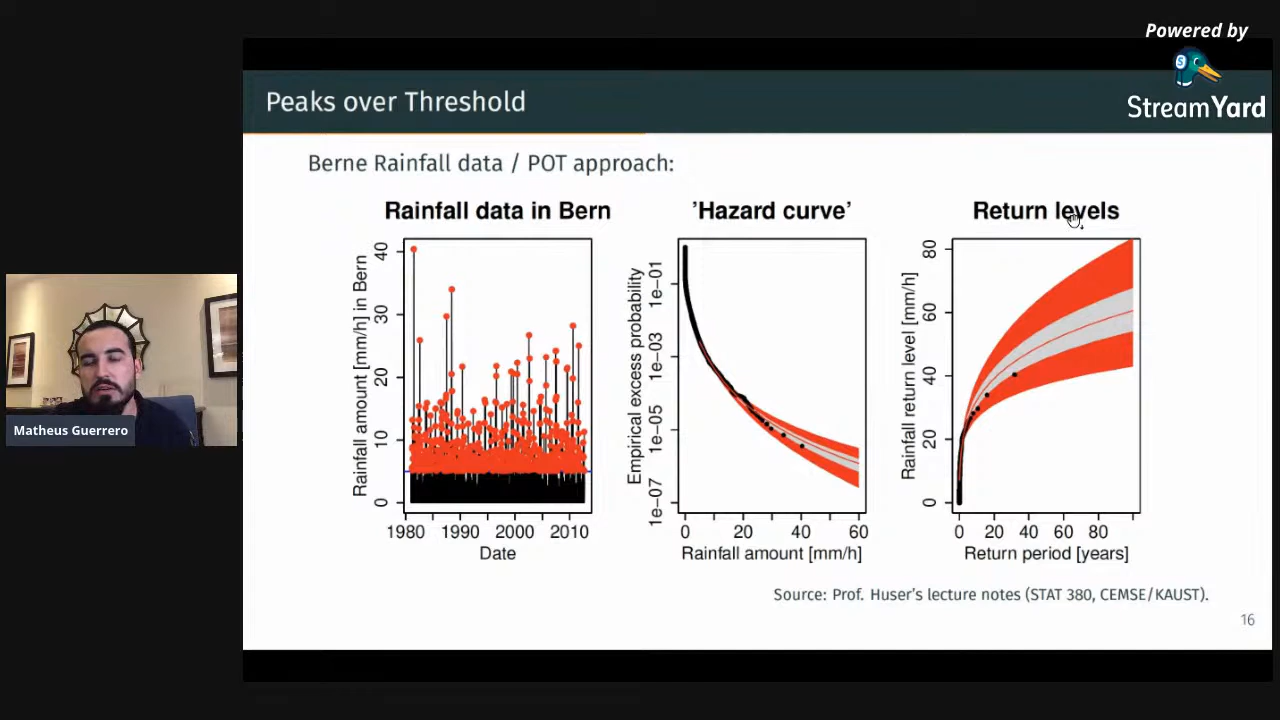 Powered by
StreamYard
Peaks over Threshold
Berne Rainfall data / POT approach:
Rainfall data in Bern
Rainfall amount [mm/h] in Bern
0 10 20 30 40
1980 1990 2000 2010
Date
'Hazard curve'
Empirical excess probability
1e-07 1e-05 1e-03 1e-01
0 20 40 60
Rainfall amount [mm/h]
Return levels
Rainfall return level [mm/h]
0 20 40 60 80
0 20 40 60 80
Return period [years]
Source: Prof. Huser's lecture notes (STAT 380, CEMSE/KAUST).
16
Matheus Guerrero